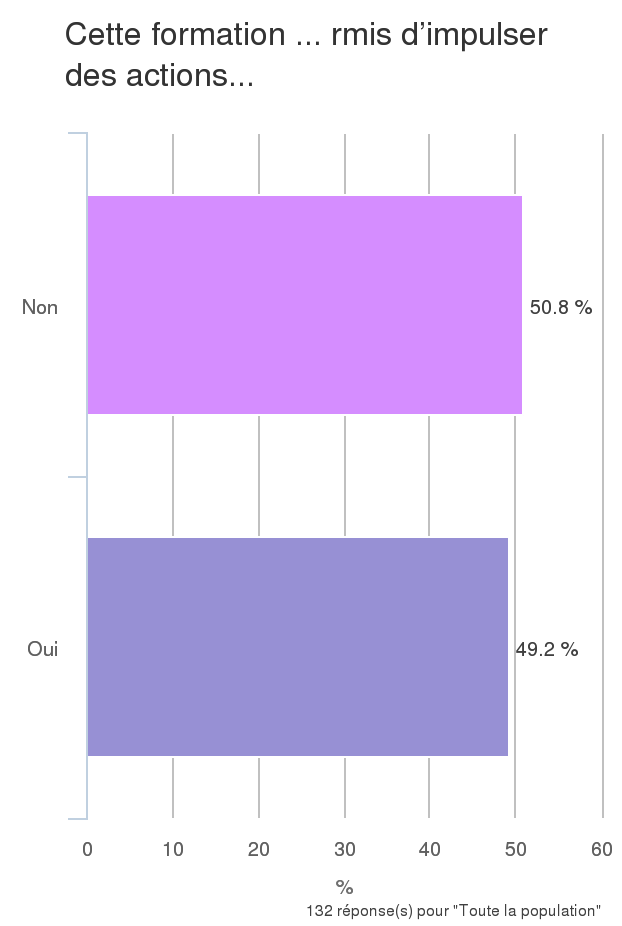 Cette formation ... rmis d’impulser
des actions...
Non
50.8 %
Oui
49.2 %
0 10 20 30 40 50 60
%
132 réponse(s) pour "Toute la population"